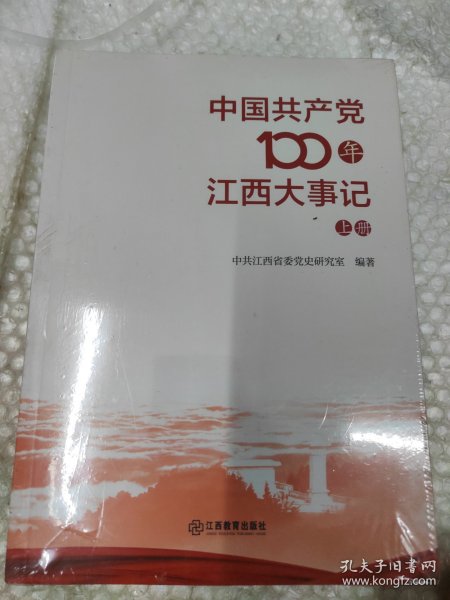 中国共产党
100年
江西大事记
上册
中共江西省委党史研究室 编著
江西教育出版社
孔夫子旧书网
www.kongfz.com